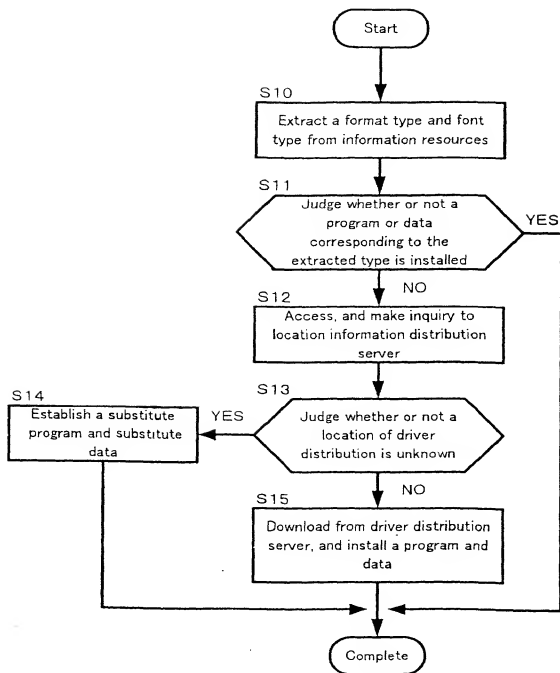 Start
S10
Extract a format type and font
type from information resources
S11
Judge whether or not a
program or data
corresponding to the
extracted type is installed
YES
NO
S12
Access, and make inquiry to
location information distribution
server
S13
Judge whether or not a
location of driver
distribution is unknown
YES
S14
Establish a substitute
program and substitute
data
NO
S15
Download from driver distribution
server, and install a program and
data
Complete